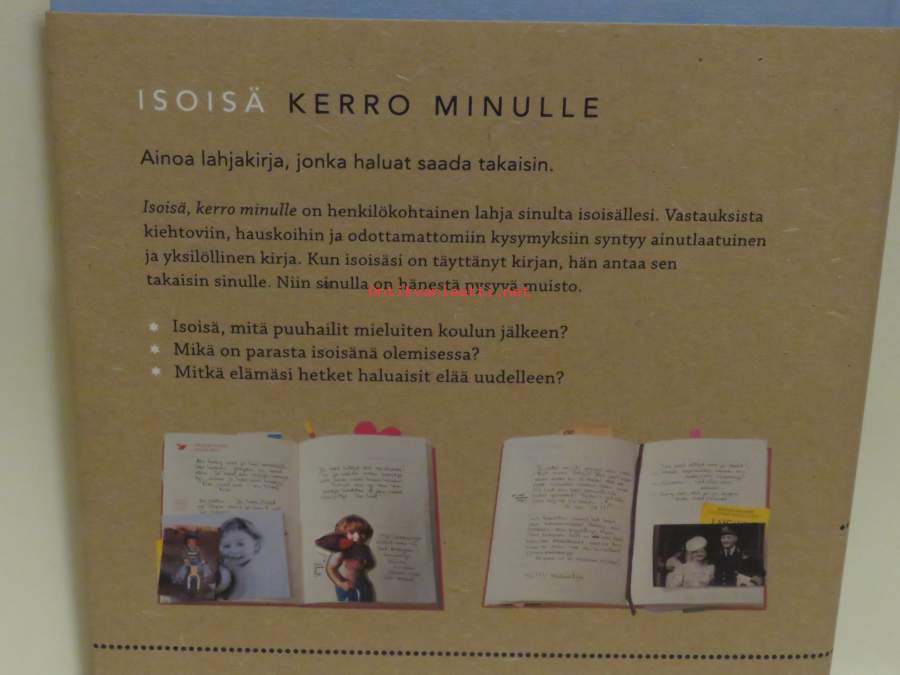 ISOISÄ KERRO MINULLE
Ainoa lahjakirja, jonka haluat saada takaisin.
Isoisä, kerro minulle on henkilökohtainen lahja sinulta isoisällesi. Vastauksista
kiehtoviin, hauskoihin ja odottamattomiin kysymyksiin syntyy ainutlaatuinen
ja yksilöllinen kirja. Kun isoisäsi on täyttänyt kirjan, hän antaa sen
takaisin sinulle. Niin sinulla on hänestä pysyvä muisto.
Isoisä, mitä puuhailit mieluiten koulun jälkeen?
Mikä on parasta isoisänä olemisessa?
Mitkä elämäsi hetket haluaisit elää uudelleen?